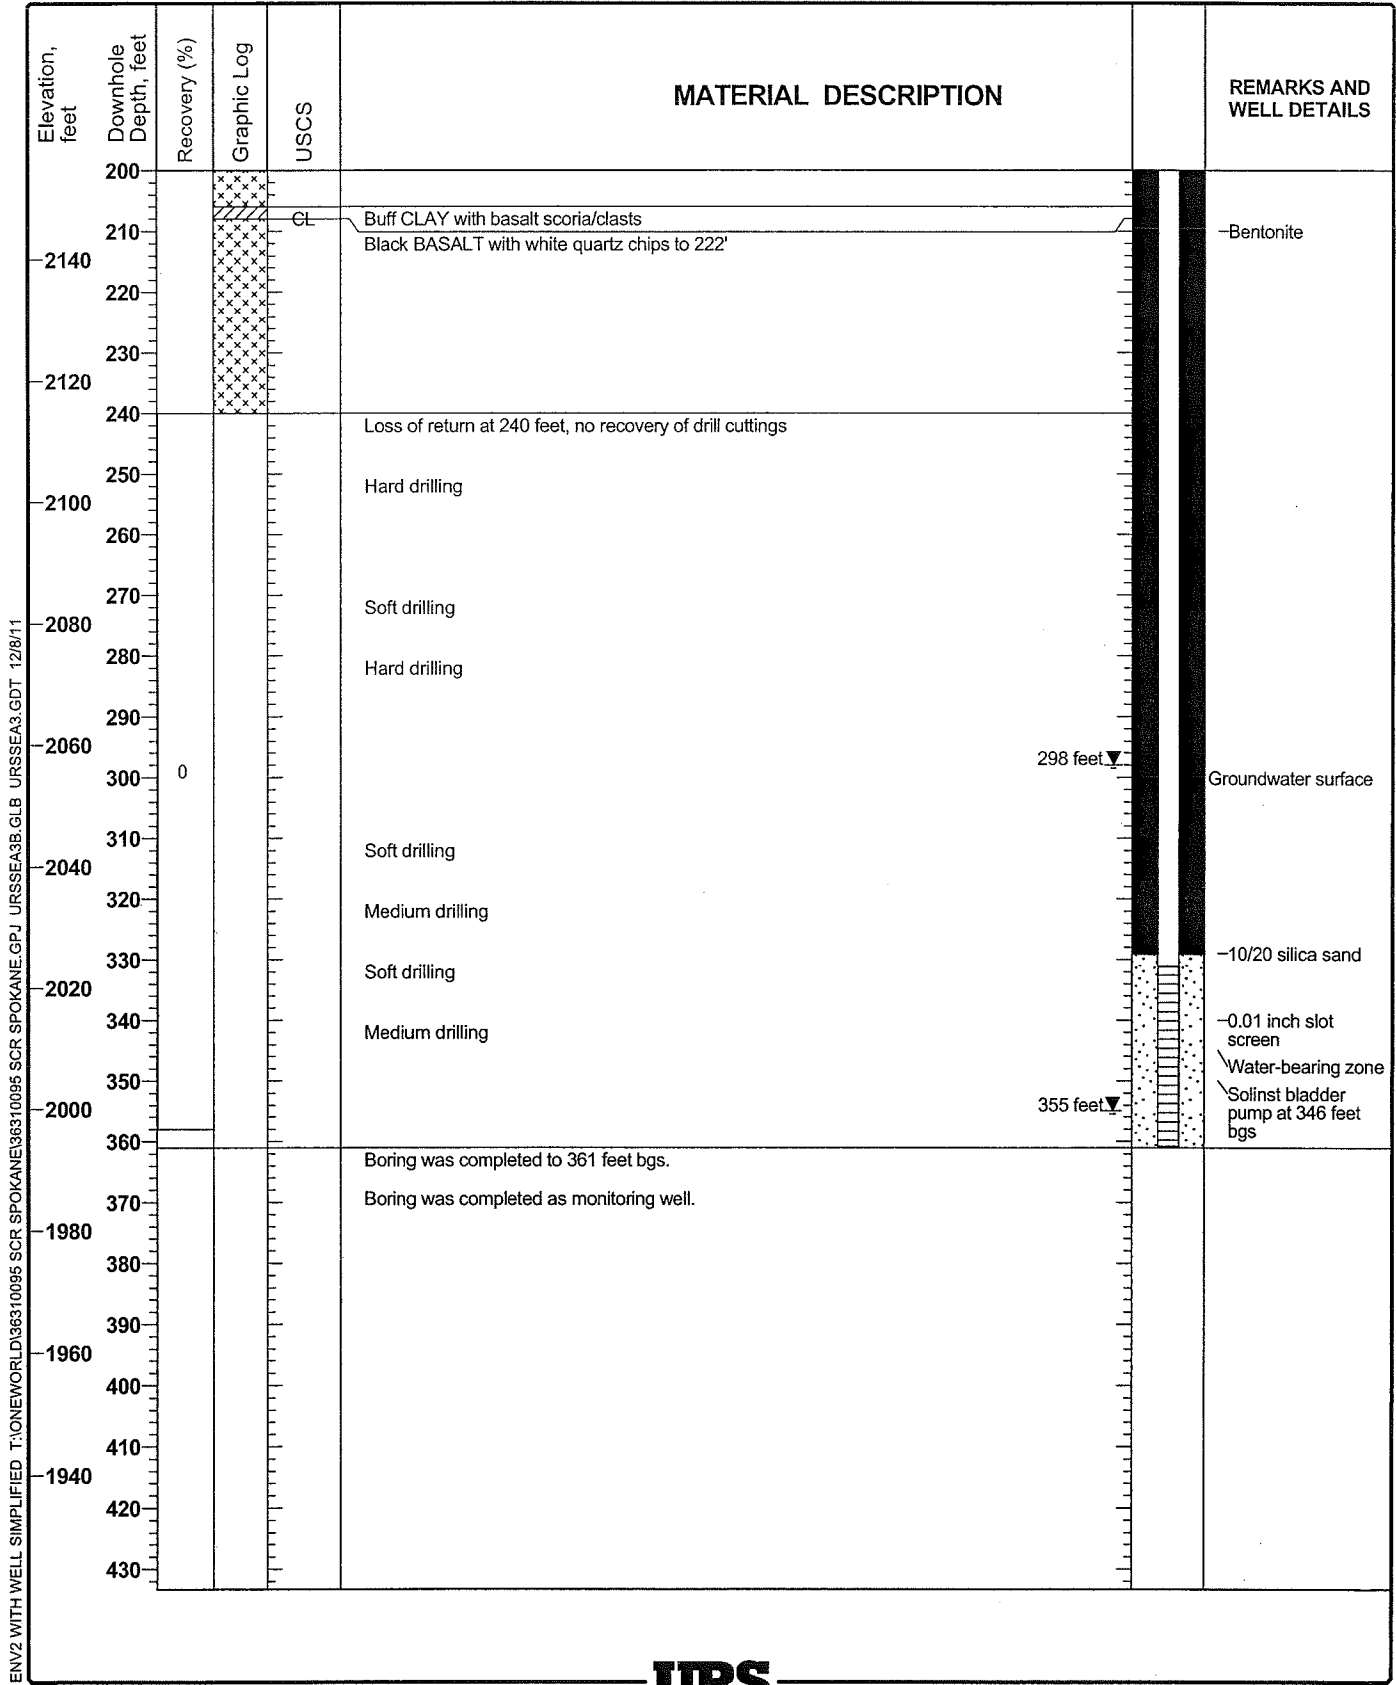 Elevation,
feet
Downhole
Depth, feet
Recovery (%)
Graphic Log
USCS
MATERIAL DESCRIPTION
REMARKS AND
WELL DETAILS
200
CL
Buff CLAY with basalt scoria/clasts
210
Bentonite
Black BASALT with white quartz chips to 222'
2140
220
230
2120
240
Loss of return at 240 feet, no recovery of drill cuttings
250
Hard drilling
2100
260
270
Soft drilling
2080
280
Hard drilling
290
2060
298 feet
0
300
Groundwater surface
310
Soft drilling
2040
320
Medium drilling
330
10/20 silica sand
Soft drilling
2020
340
0.01 inch slot
screen
Medium drilling
Water-bearing zone
350
Solinst bladder
pump at 346 feet
bgs
2000
355 feet
360
Boring was completed to 361 feet bgs.
370
Boring was completed as monitoring well.
1980
380
390
1960
400
410
1940
420
430
ENV2 WITH WELL SIMPLIFIED T:\ONEWORLD\36310095 SCR SPOKANE\36310095 SCR SPOKANE.GPJ URSSEA3B.GLB URSSEA3.GDT 12/8/11
URS